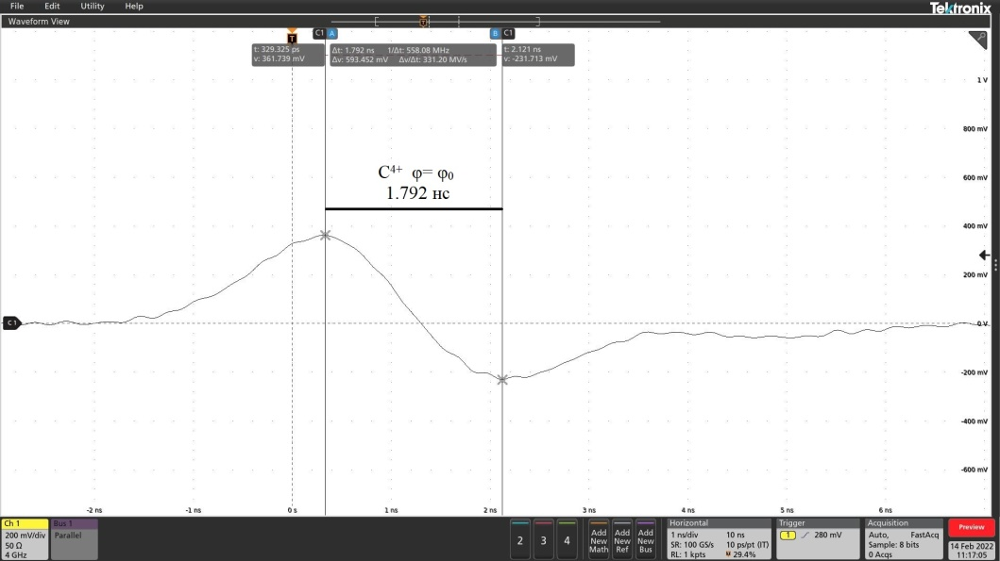 File Edit Utility Help
Tektronix
Waveform View
T
C1 A
B C1
t: 329.325 ps
v: 361.739 mV
Δt: 1.792 ns 1/Δt: 558.08 MHz
Δv: 593.452 mV Δv/Δt: 331.20 MV/s
t: 2.121 ns
v: -231.713 mV
1 V
800 mV
C⁴⁺ φ= φ₀
1.792 нс
600 mV
400 mV
200 mV
C 1
0 V
-200 mV
-400 mV
-600 mV
-2 ns -1 ns 0 s 1 ns 2 ns 3 ns 4 ns 5 ns 6 ns
Ch 1
200 mV/div
50 Ω
4 GHz
Bus 1
Parallel
2 3 4
Add New Math
Add New Ref
Add New Bus
Horizontal
1 ns/div 10 ns
SR: 100 GS/s 10 ps/pt (IT)
RL: 1 kpts 29.4%
Trigger
1 280 mV
Acquisition
Auto, FastAcq
Sample: 8 bits
0 Acqs
Preview
14 Feb 2022
11:17:05